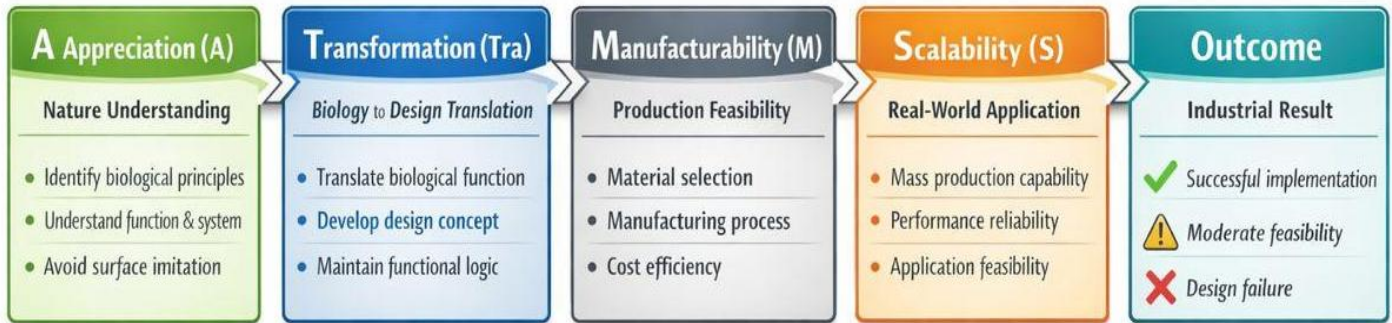 A Appreciation (A)
Nature Understanding
• Identify biological principles
• Understand function & system
• Avoid surface imitation
Transformation (Tra)
Biology to Design Translation
• Translate biological function
• Develop design concept
• Maintain functional logic
Manufacturability (M)
Production Feasibility
• Material selection
• Manufacturing process
• Cost efficiency
Scalability (S)
Real-World Application
• Mass production capability
• Performance reliability
• Application feasibility
Outcome
Industrial Result
Successful implementation
Moderate feasibility
Design failure